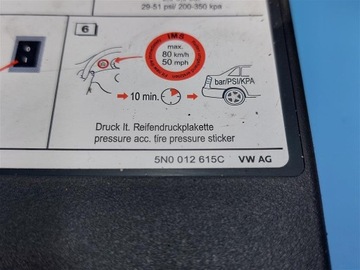 29-51 psi/ 200-350 kpa
6
IMS
max.
80 km/h
50 mph
10 min.
bar/PSI/KPA
Druck lt. Reifendruckplakette
pressure acc. tire pressure sticker
5N0 012 615C VW AG